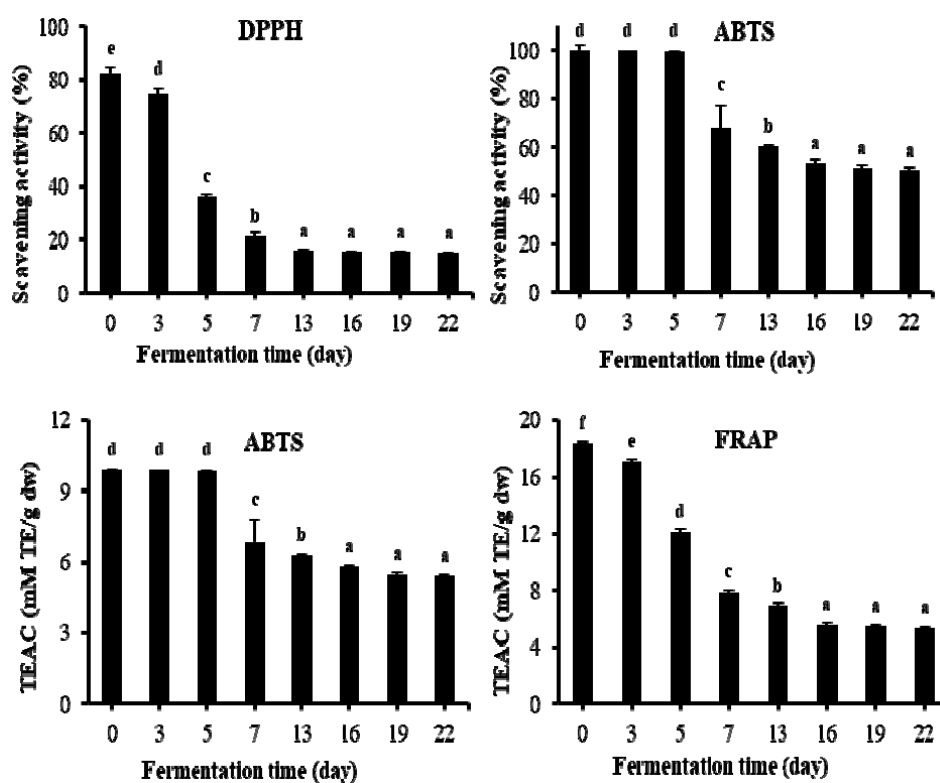 DPPH
Scavening activity (%)
100
80
60
40
20
0
e
d
c
b
a
a
a
a
0 3 5 7 13 16 19 22
Fermentation time (day)
ABTS
Scavening activity (%)
100
80
60
40
20
0
d
d
d
c
b
a
a
a
0 3 5 7 13 16 19 22
Fermentation time (day)
ABTS
TEAC (mM TE/g dw)
12
9
6
3
0
d
d
d
c
b
a
a
a
0 3 5 7 13 16 19 22
Fermentation time (day)
FRAP
TEAC (mM TE/g dw)
20
16
12
8
4
0
f
e
d
c
b
a
a
a
0 3 5 7 13 16 19 22
Fermentation time (day)